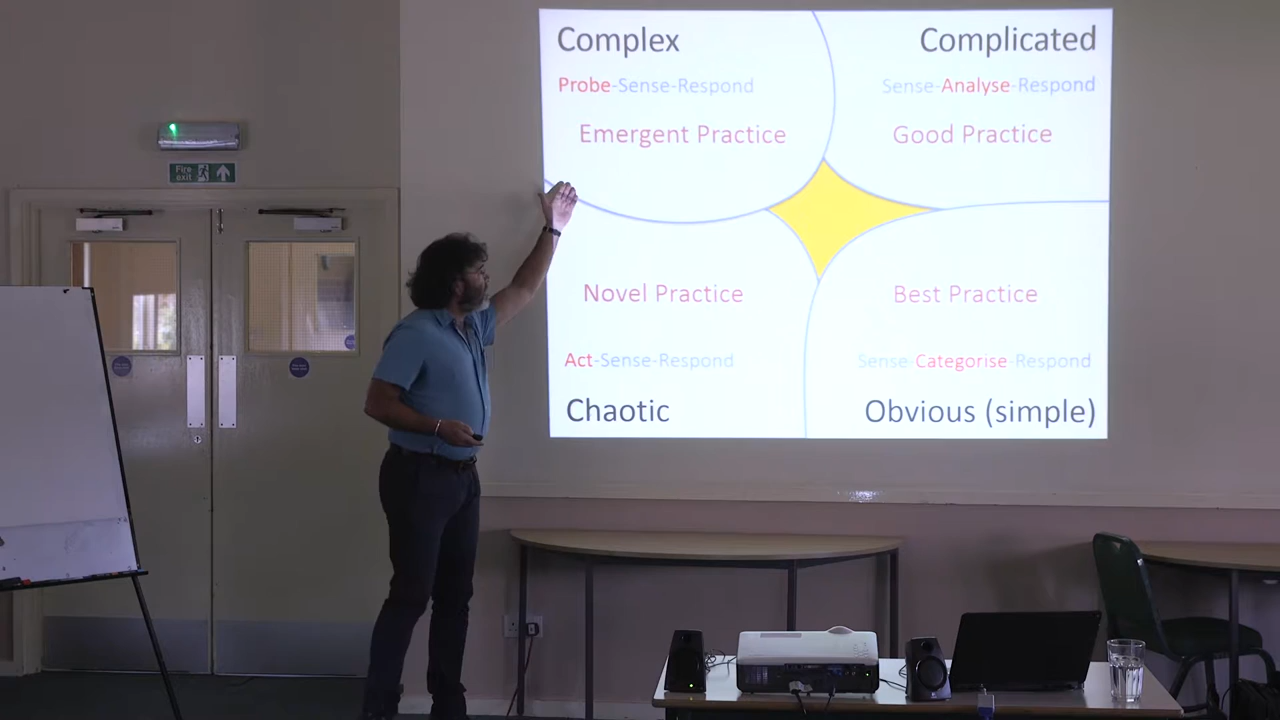 Complex
Complicated
Probe-Sense-Respond
Sense-Analyse-Respond
Emergent Practice
Good Practice
Novel Practice
Best Practice
Act-Sense-Respond
Sense-Categorise-Respond
Chaotic
Obvious (simple)
Fire
exit